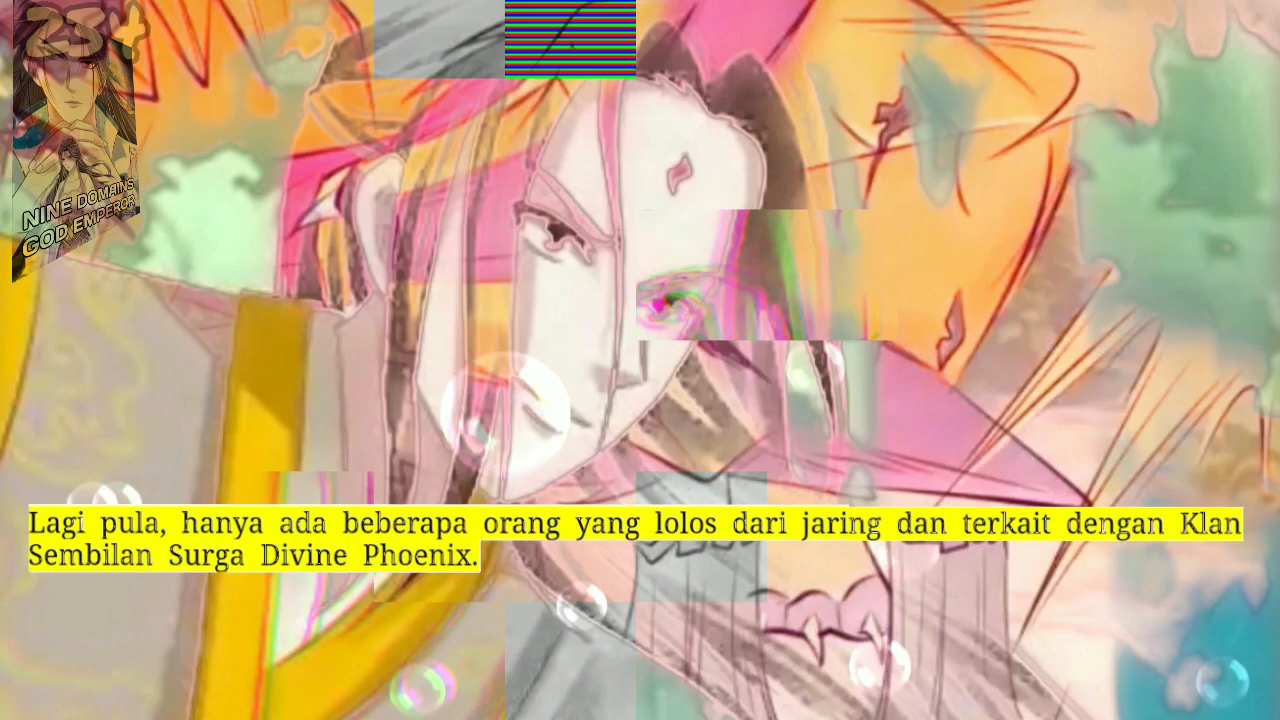 25+
NINE DOMAINS
GOD EMPEROR
Lagi pula, hanya ada beberapa orang yang lolos dari jaring dan terkait dengan Klan
Sembilan Surga Divine Phoenix.